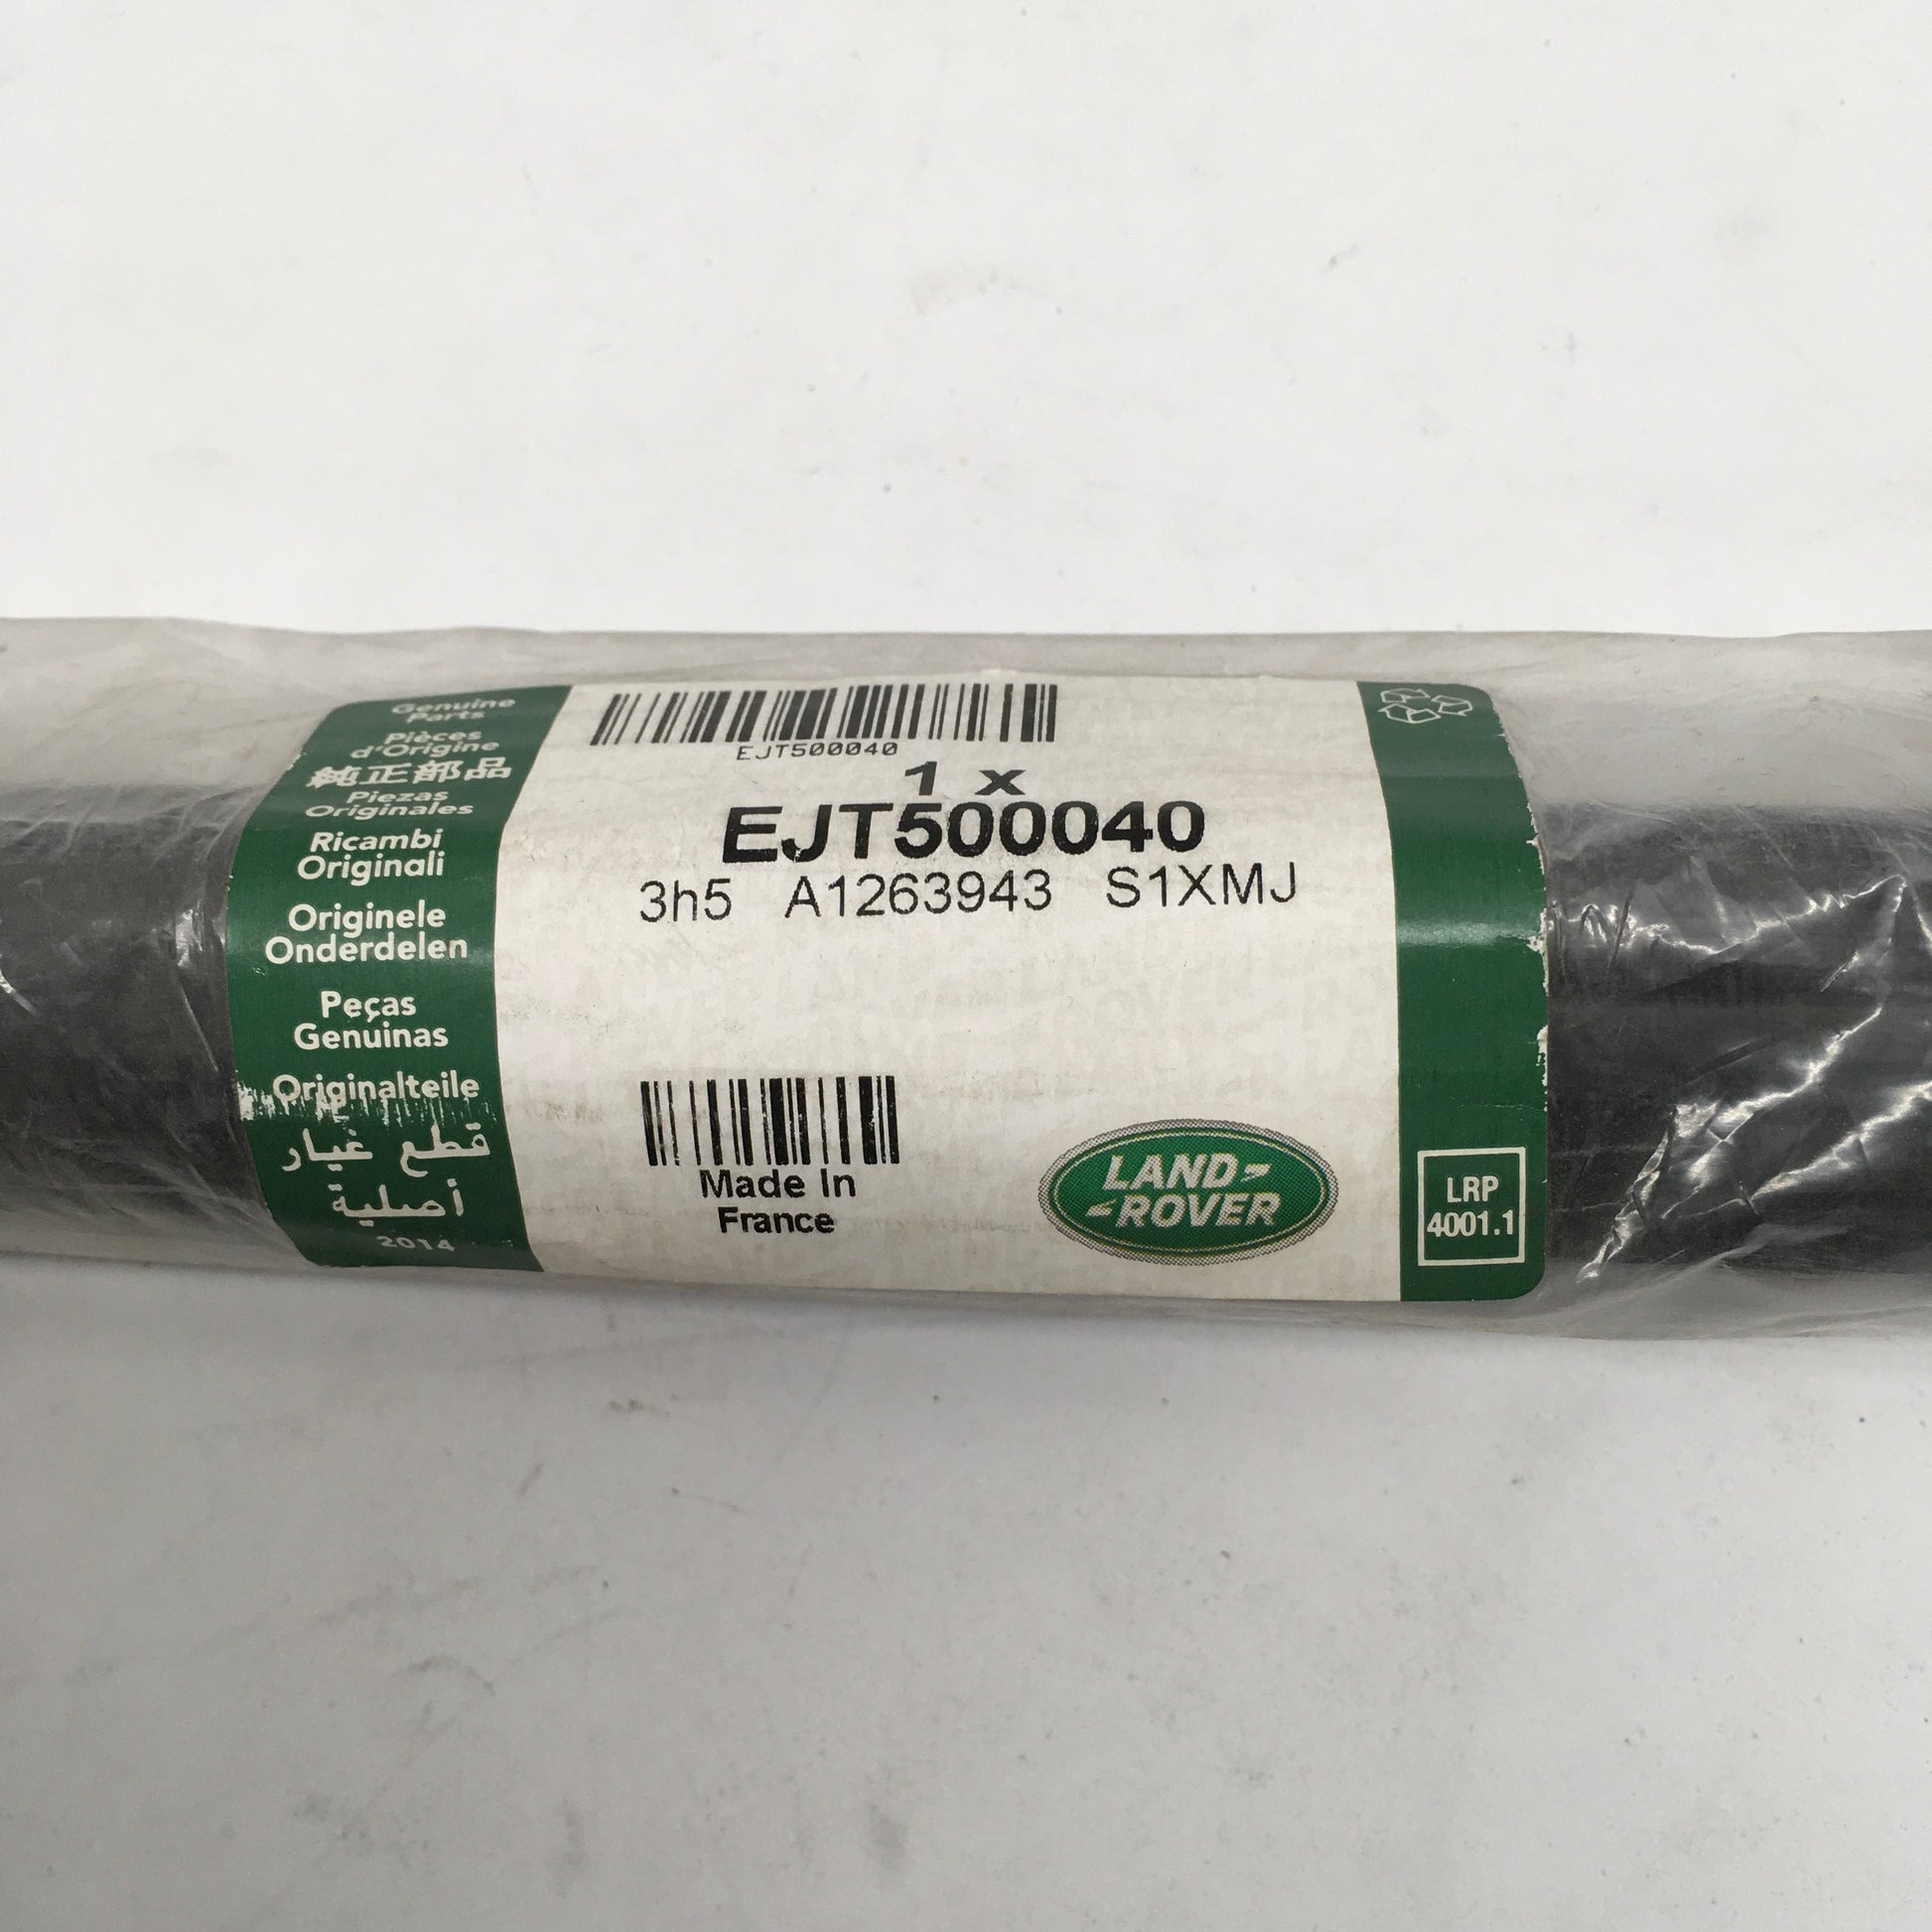 Genuine
Parts
Pièces
d'Origine
純正部品
Piezas
Originales
Ricambi
Originali
Originele
Onderdelen
Peças
Genuinas
Originalteile
قطع غيار
أصلية
2014
EJT500040
1 x
EJT500040
3h5 A1263943 S1XMJ
Made In
France
LAND-
-ROVER
LRP
4001.1